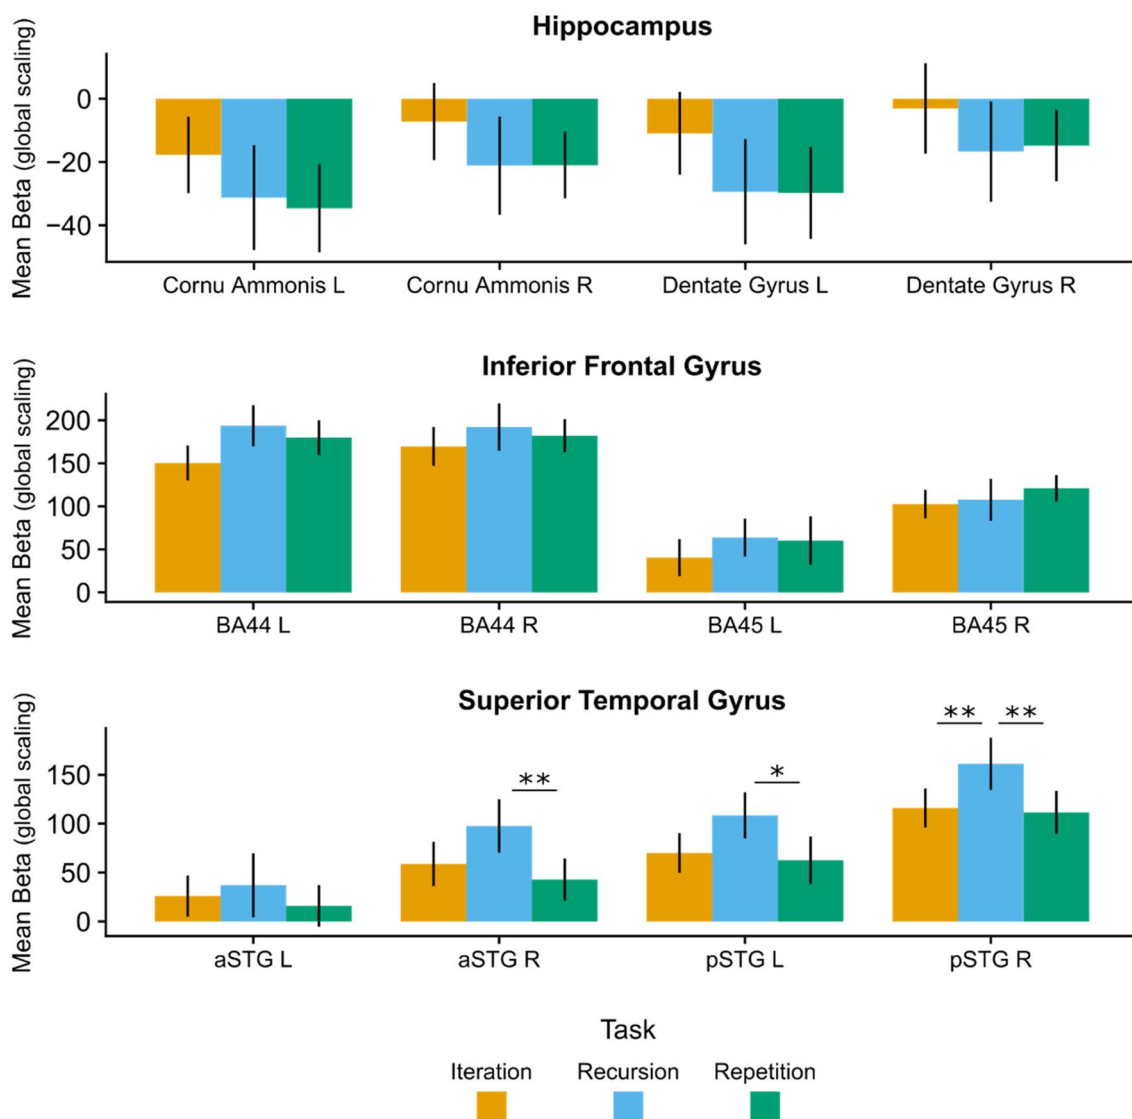 Hippocampus
Mean Beta (global scaling)
0
−20
−40
Cornu Ammonis L Cornu Ammonis R Dentate Gyrus L Dentate Gyrus R
Inferior Frontal Gyrus
Mean Beta (global scaling)
200
150
100
50
0
BA44 L BA44 R BA45 L BA45 R
Superior Temporal Gyrus
Mean Beta (global scaling)
** **
**
*
150
100
50
0
aSTG L aSTG R pSTG L pSTG R
Task
Iteration Recursion Repetition